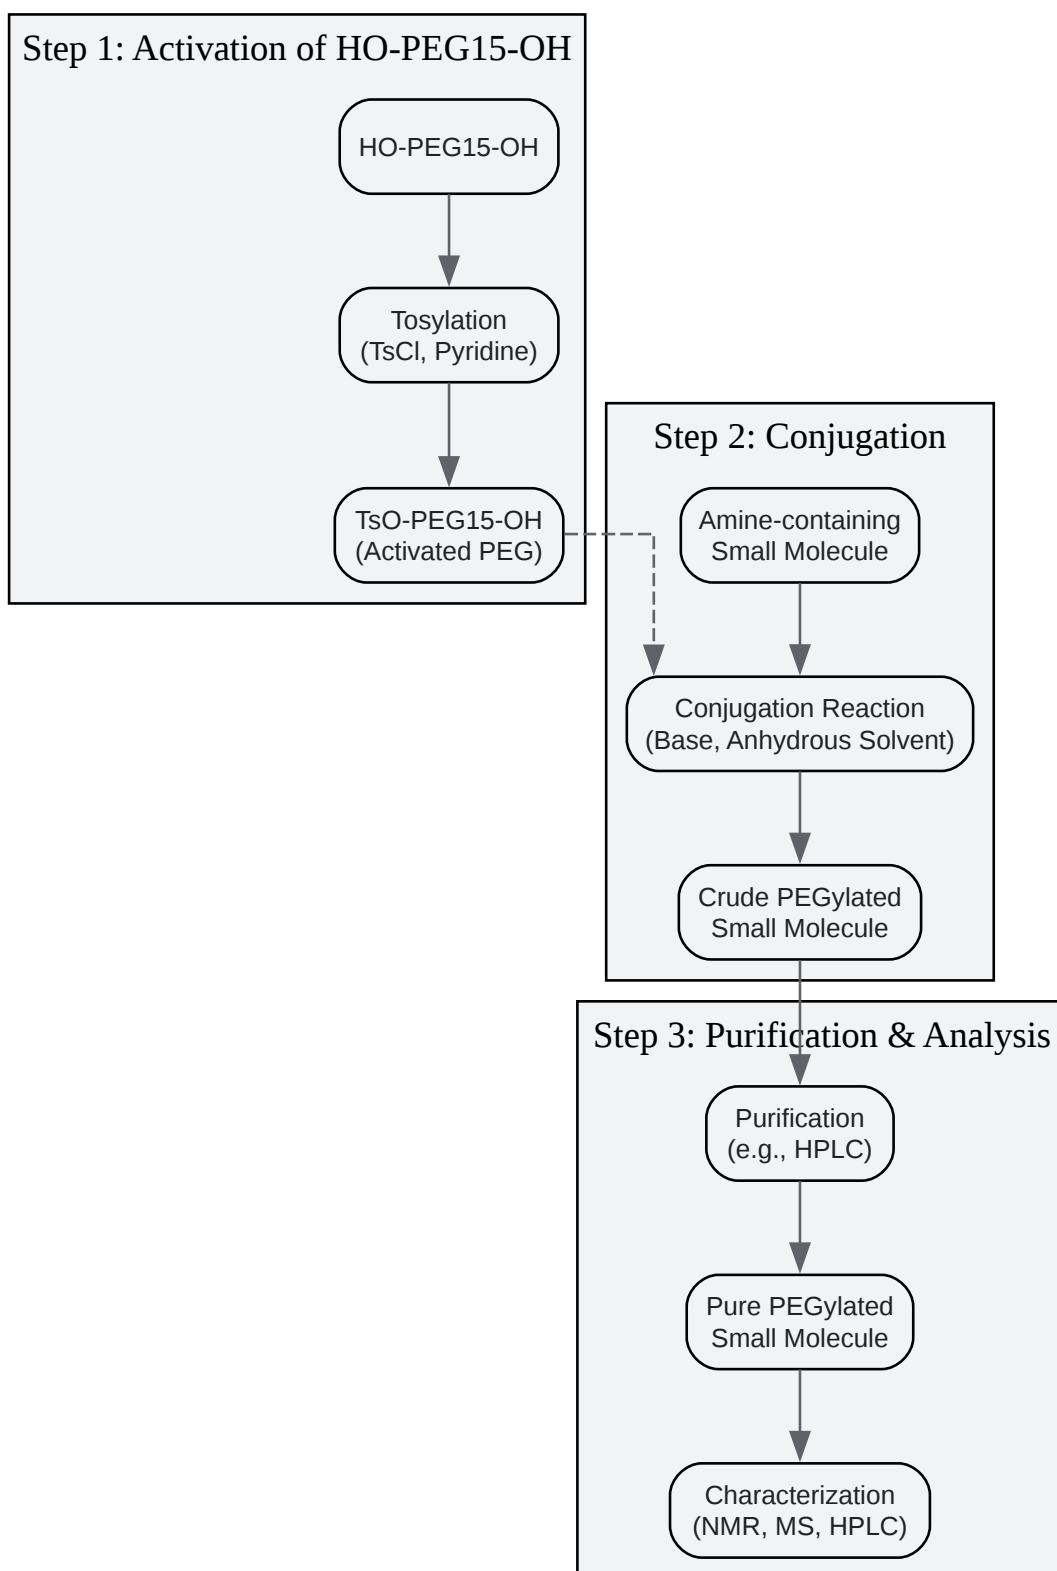 Step 1: Activation of HO-PEG15-OH
HO-PEG15-OH
Tosylation
(TsCl, Pyridine)
TsO-PEG15-OH
(Activated PEG)
Step 2: Conjugation
Amine-containing
Small Molecule
Conjugation Reaction
(Base, Anhydrous Solvent)
Crude PEGylated
Small Molecule
Step 3: Purification & Analysis
Purification
(e.g., HPLC)
Pure PEGylated
Small Molecule
Characterization
(NMR, MS, HPLC)